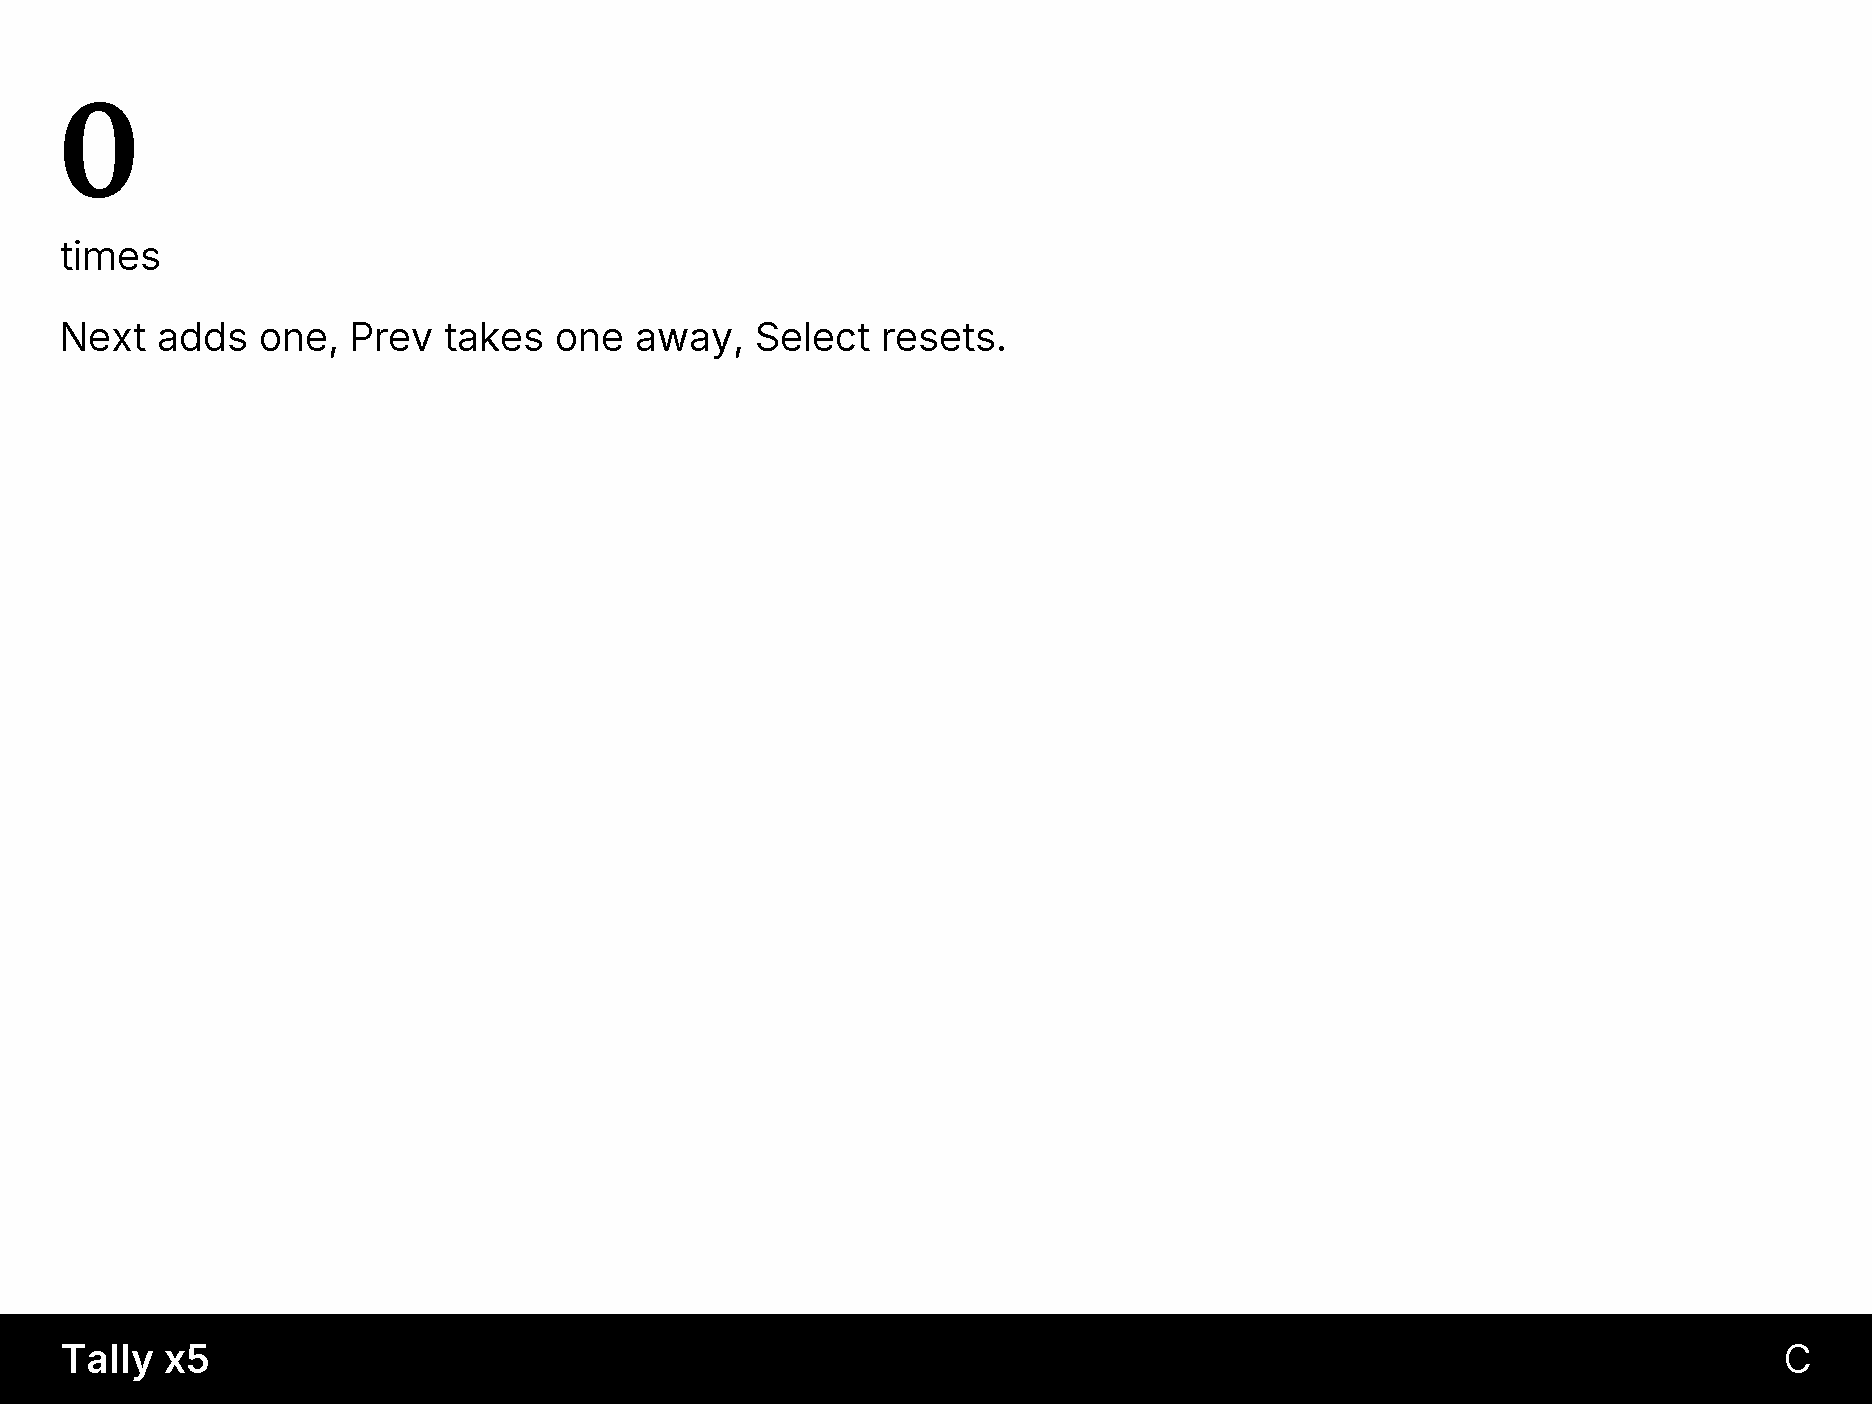 0
times
Next adds one, Prev takes one away, Select resets.
Tally x5
C